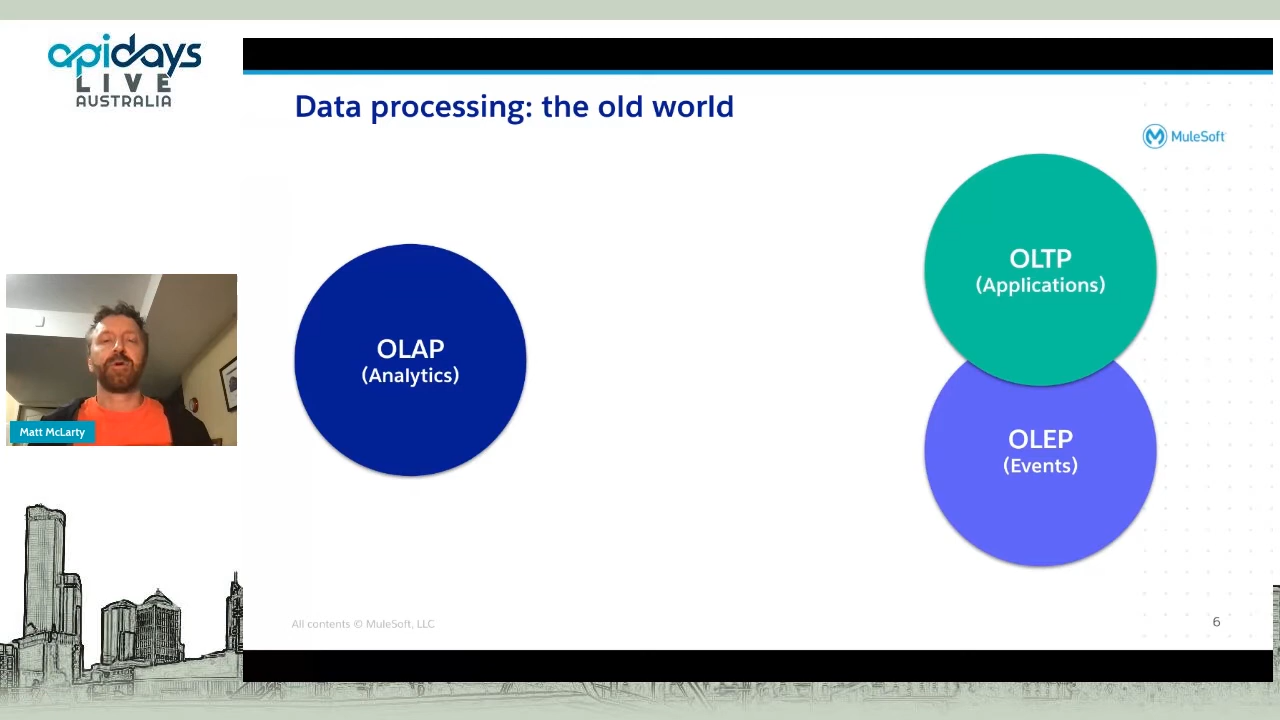 apidays
LIVE
AUSTRALIA
Data processing: the old world
MuleSoft
OLTP
(Applications)
OLAP
(Analytics)
OLEP
(Events)
Matt McLarty
All contents © MuleSoft, LLC
6